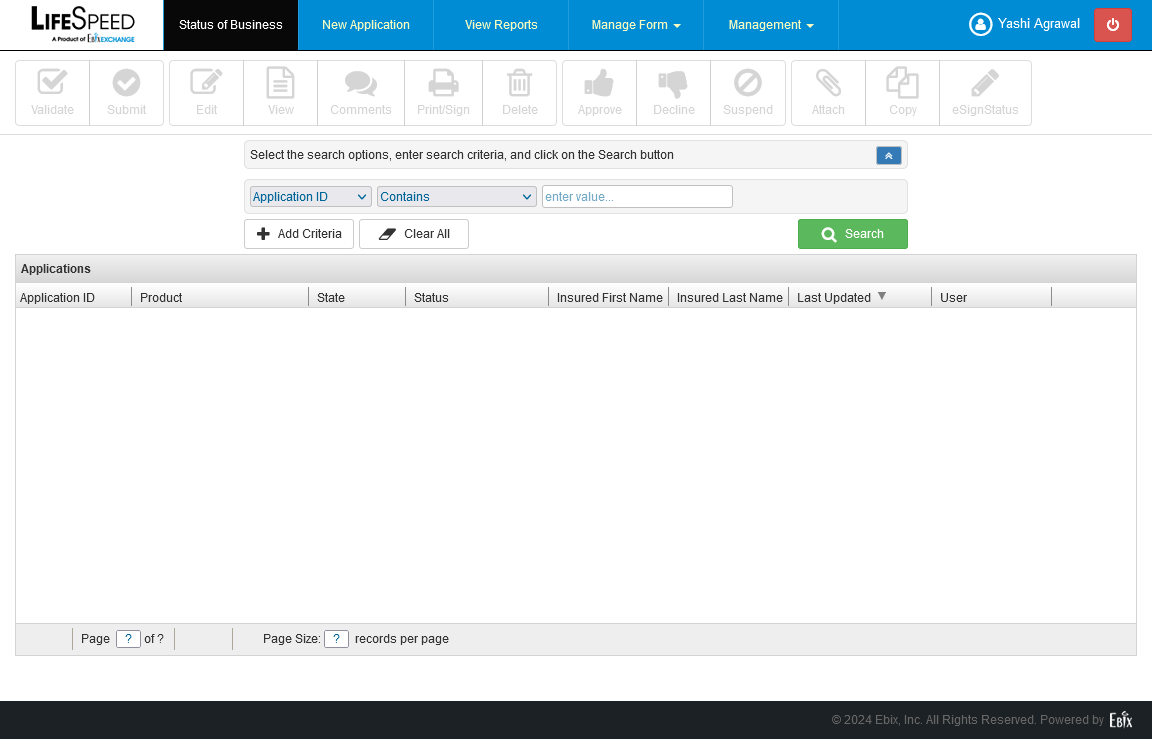 LIFESPEED
A Product of EbixEXCHANGE
Status of Business
New Application
View Reports
Manage Form
Management
Yashi Agrawal
Validate
Submit
Edit
View
Comments
Print/Sign
Delete
Approve
Decline
Suspend
Attach
Copy
eSignStatus
Select the search options, enter search criteria, and click on the Search button
Application ID
Contains
enter value...
Add Criteria
Clear All
Search
Applications
Application ID
Product
State
Status
Insured First Name
Insured Last Name
Last Updated
User
Page ? of ?
Page Size: ? records per page
© 2024 Ebix, Inc. All Rights Reserved. Powered by Ebix